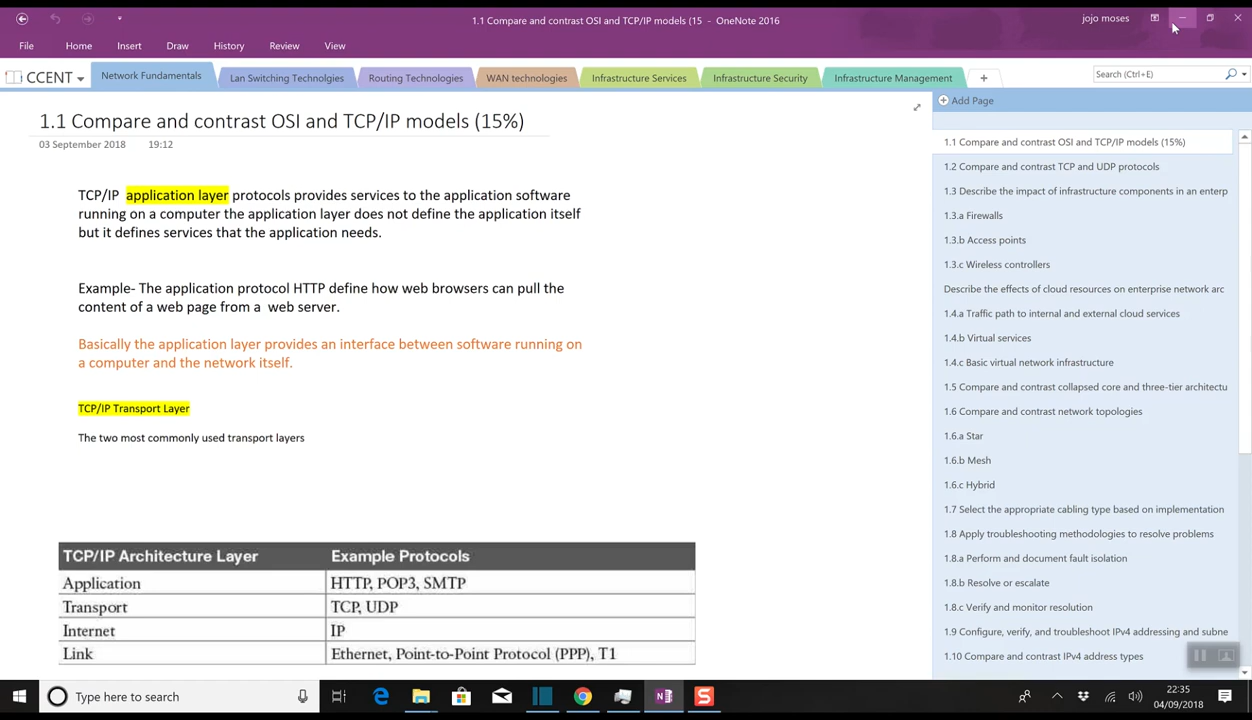 1.1 Compare and contrast OSI and TCP/IP models (15  -  OneNote 2016
jojo moses
File
Home
Insert
Draw
History
Review
View
CCENT
Network Fundamentals
Lan Switching Technolgies
Routing Technologies
WAN technologies
Infrastructure Services
Infrastructure Security
Infrastructure Management
Search (Ctrl+E)
1.1 Compare and contrast OSI and TCP/IP models (15%)
03 September 2018
19:12
TCP/IP application layer protocols provides services to the application software
running on a computer the application layer does not define the application itself
but it defines services that the application needs.
Example- The application protocol HTTP define how web browsers can pull the
content of a web page from a web server.
Basically the application layer provides an interface between software running on
a computer and the network itself.
TCP/IP Transport Layer
The two most commonly used transport layers
TCP/IP Architecture Layer Example Protocols
Application HTTP, POP3, SMTP
Transport TCP, UDP
Internet IP
Link Ethernet, Point-to-Point Protocol (PPP), T1
Add Page
1.1 Compare and contrast OSI and TCP/IP models (15%)
1.2 Compare and contrast TCP and UDP protocols
1.3 Describe the impact of infrastructure components in an enterp
1.3.a Firewalls
1.3.b Access points
1.3.c Wireless controllers
Describe the effects of cloud resources on enterprise network arc
1.4.a Traffic path to internal and external cloud services
1.4.b Virtual services
1.4.c Basic virtual network infrastructure
1.5 Compare and contrast collapsed core and three-tier architectu
1.6 Compare and contrast network topologies
1.6.a Star
1.6.b Mesh
1.6.c Hybrid
1.7 Select the appropriate cabling type based on implementation
1.8 Apply troubleshooting methodologies to resolve problems
1.8.a Perform and document fault isolation
1.8.b Resolve or escalate
1.8.c Verify and monitor resolution
1.9 Configure, verify, and troubleshoot IPv4 addressing and subne
1.10 Compare and contrast IPv4 address types
Type here to search
22:35
04/09/2018